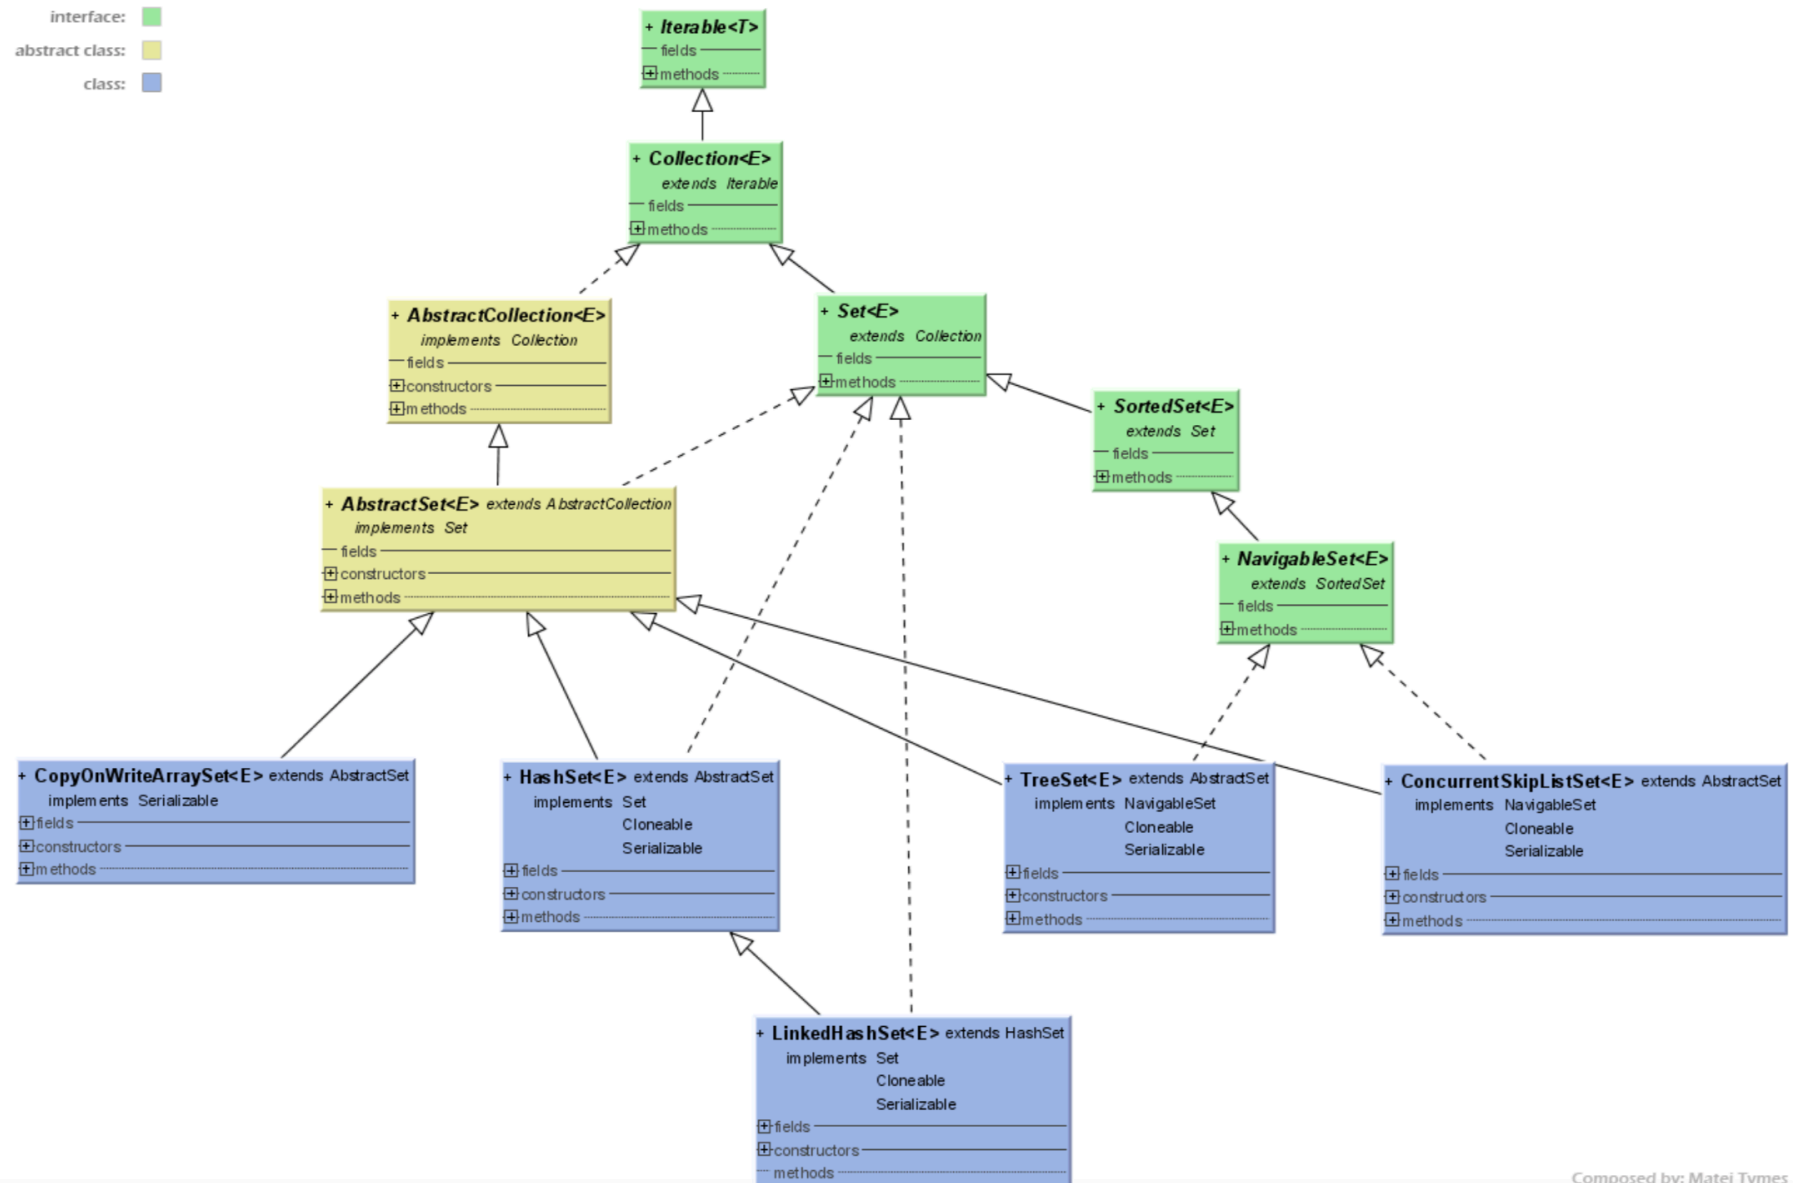 interface:
abstract class:
class:
+ Iterable<T>
fields
+ methods
+ Collection<E>
extends Iterable
fields
+ methods
+ AbstractCollection<E>
implements Collection
fields
+ constructors
+ methods
+ Set<E>
extends Collection
fields
+ methods
+ SortedSet<E>
extends Set
fields
+ methods
+ AbstractSet<E> extends AbstractCollection
implements Set
fields
+ constructors
+ methods
+ NavigableSet<E>
extends SortedSet
fields
+ methods
+ CopyOnWriteArraySet<E> extends AbstractSet
implements Serializable
+ fields
+ constructors
+ methods
+ HashSet<E> extends AbstractSet
implements Set
Cloneable
Serializable
+ fields
+ constructors
+ methods
+ TreeSet<E> extends AbstractSet
implements NavigableSet
Cloneable
Serializable
+ fields
+ constructors
+ methods
+ ConcurrentSkipListSet<E> extends AbstractSet
implements NavigableSet
Cloneable
Serializable
+ fields
+ constructors
+ methods
+ LinkedHashSet<E> extends HashSet
implements Set
Cloneable
Serializable
+ fields
+ constructors
methods
Composed by: Matei Tymes